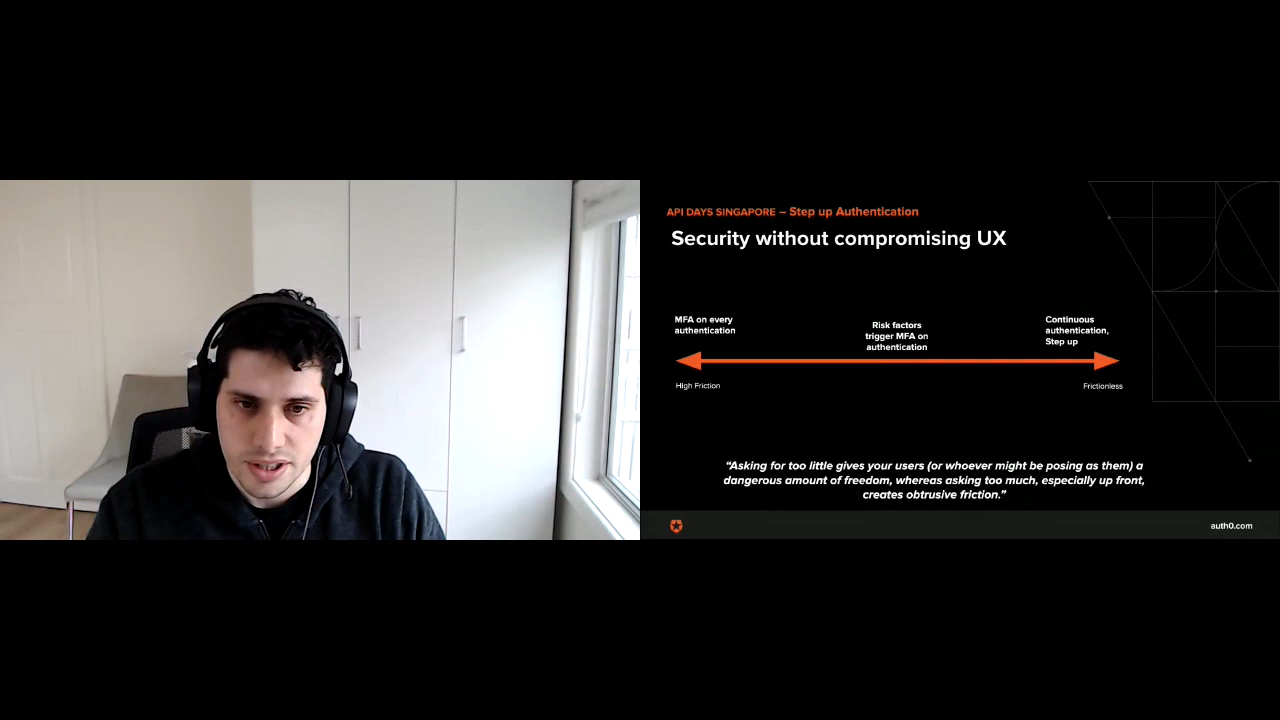 API DAYS SINGAPORE – Step up Authentication
Security without compromising UX
MFA on every
authentication
Risk factors
trigger MFA on
authentication
Continuous
authentication,
Step up
High Friction
Frictionless
“Asking for too little gives your users (or whoever might be posing as them) a
dangerous amount of freedom, whereas asking too much, especially up front,
creates obtrusive friction.”
auth0.com